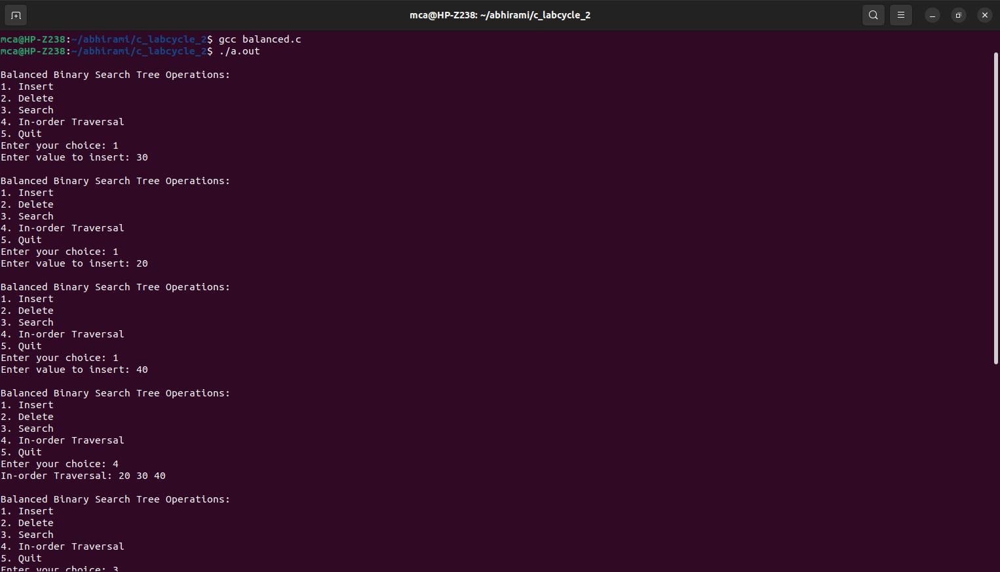 mca@HP-Z238: ~/abhirami/c_labcycle_2
mca@HP-Z238:~/abhirami/c_labcycle_2$ gcc balanced.c
mca@HP-Z238:~/abhirami/c_labcycle_2$ ./a.out
Balanced Binary Search Tree Operations:
1. Insert
2. Delete
3. Search
4. In-order Traversal
5. Quit
Enter your choice: 1
Enter value to insert: 30
Balanced Binary Search Tree Operations:
1. Insert
2. Delete
3. Search
4. In-order Traversal
5. Quit
Enter your choice: 1
Enter value to insert: 20
Balanced Binary Search Tree Operations:
1. Insert
2. Delete
3. Search
4. In-order Traversal
5. Quit
Enter your choice: 1
Enter value to insert: 40
Balanced Binary Search Tree Operations:
1. Insert
2. Delete
3. Search
4. In-order Traversal
5. Quit
Enter your choice: 4
In-order Traversal: 20 30 40
Balanced Binary Search Tree Operations:
1. Insert
2. Delete
3. Search
4. In-order Traversal
5. Quit
Enter your choice: 3